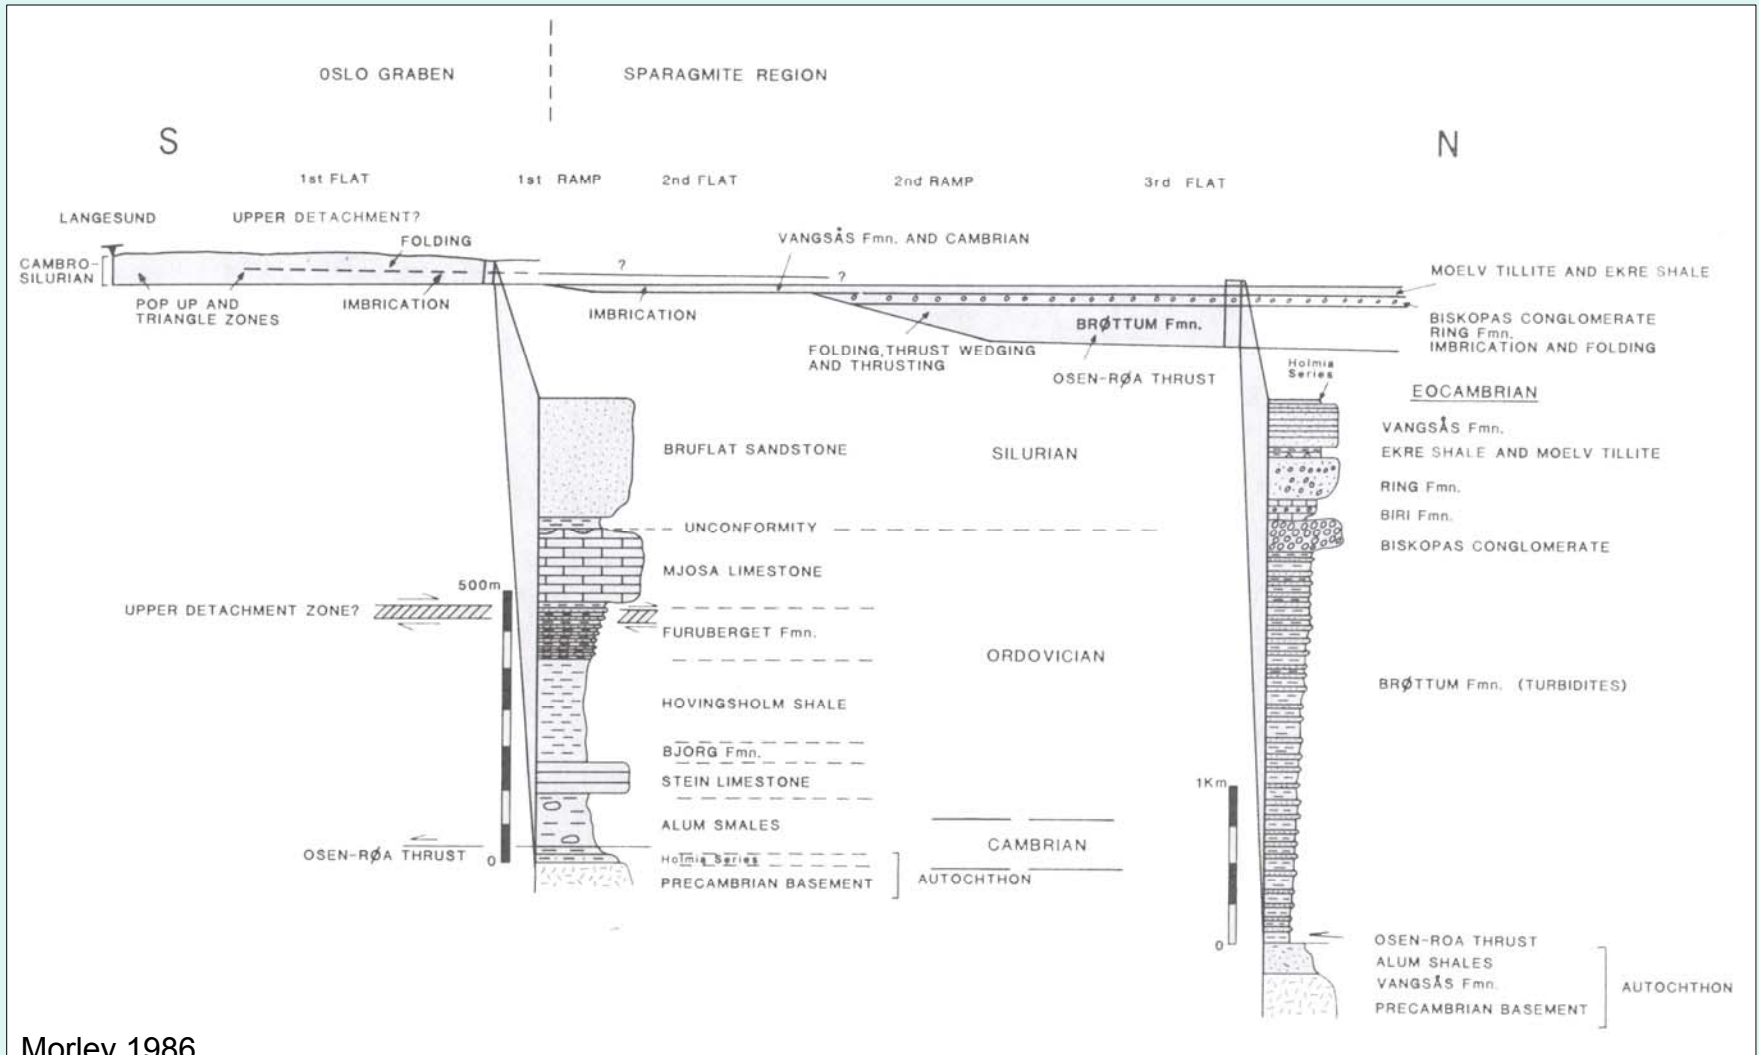 OSLO GRABEN
SPARAGMITE REGION
S
N
1st FLAT
1st RAMP
2nd FLAT
2nd RAMP
3rd FLAT
LANGESUND
UPPER DETACHMENT?
FOLDING
VANGSÅS Fmn. AND CAMBRIAN
CAMBRO-
SILURIAN
?
?
MOELV TILLITE AND EKRE SHALE
POP UP AND
TRIANGLE ZONES
IMBRICATION
IMBRICATION
BRØTTUM Fmn.
BISKOPAS CONGLOMERATE
RING Fmn.
IMBRICATION AND FOLDING
FOLDING,THRUST WEDGING
AND THRUSTING
OSEN-RØA THRUST
Holmia
Series
EOCAMBRIAN
BRUFLAT SANDSTONE
SILURIAN
VANGSÅS Fmn.
EKRE SHALE AND MOELV TILLITE
RING Fmn.
BIRI Fmn.
BISKOPAS CONGLOMERATE
UNCONFORMITY
MJOSA LIMESTONE
500m
UPPER DETACHMENT ZONE?
FURUBERGET Fmn.
ORDOVICIAN
BRØTTUM Fmn. (TURBIDITES)
HOVINGSHOLM SHALE
BJORG Fmn.
STEIN LIMESTONE
1Km
ALUM SMALES
CAMBRIAN
OSEN-RØA THRUST
0
Holmia Series
PRECAMBRIAN BASEMENT
AUTOCHTHON
0
OSEN-ROA THRUST
ALUM SHALES
VANGSÅS Fmn.
PRECAMBRIAN BASEMENT
AUTOCHTHON
Morley 1986